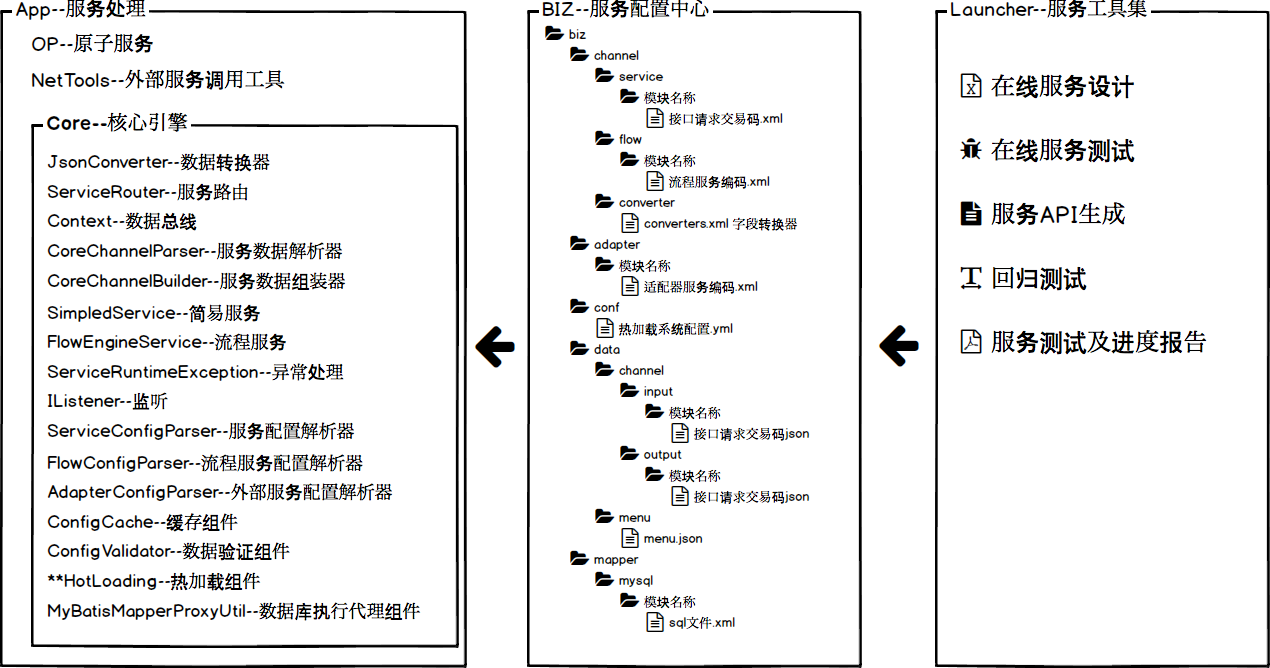 App--服务处理
OP--原子服务
NetTools--外部服务调用工具
Core--核心引擎
JsonConverter--数据转换器
ServiceRouter--服务路由
Context--数据总线
CoreChannelParser--服务数据解析器
CoreChannelBuilder--服务数据组装器
SimpledService--简易服务
FlowEngineService--流程服务
ServiceRuntimeException--异常处理
IListener--监听
ServiceConfigParser--服务配置解析器
FlowConfigParser--流程服务配置解析器
AdapterConfigParser--外部服务配置解析器
ConfigCache--缓存组件
ConfigValidator--数据验证组件
**HotLoading--热加载组件
MyBatisMapperProxyUtil--数据库执行代理组件
BIZ--服务配置中心
biz
channel
service
模块名称
接口请求交易码.xml
flow
模块名称
流程服务编码.xml
converter
converters.xml 字段转换器
adapter
模块名称
适配器服务编码.xml
conf
热加载系统配置.yml
data
channel
input
模块名称
接口请求交易码json
output
模块名称
接口请求交易码json
menu
menu.json
mapper
mysql
模块名称
sql文件.xml
Launcher--服务工具集
在线服务设计
在线服务测试
服务API生成
回归测试
服务测试及进度报告